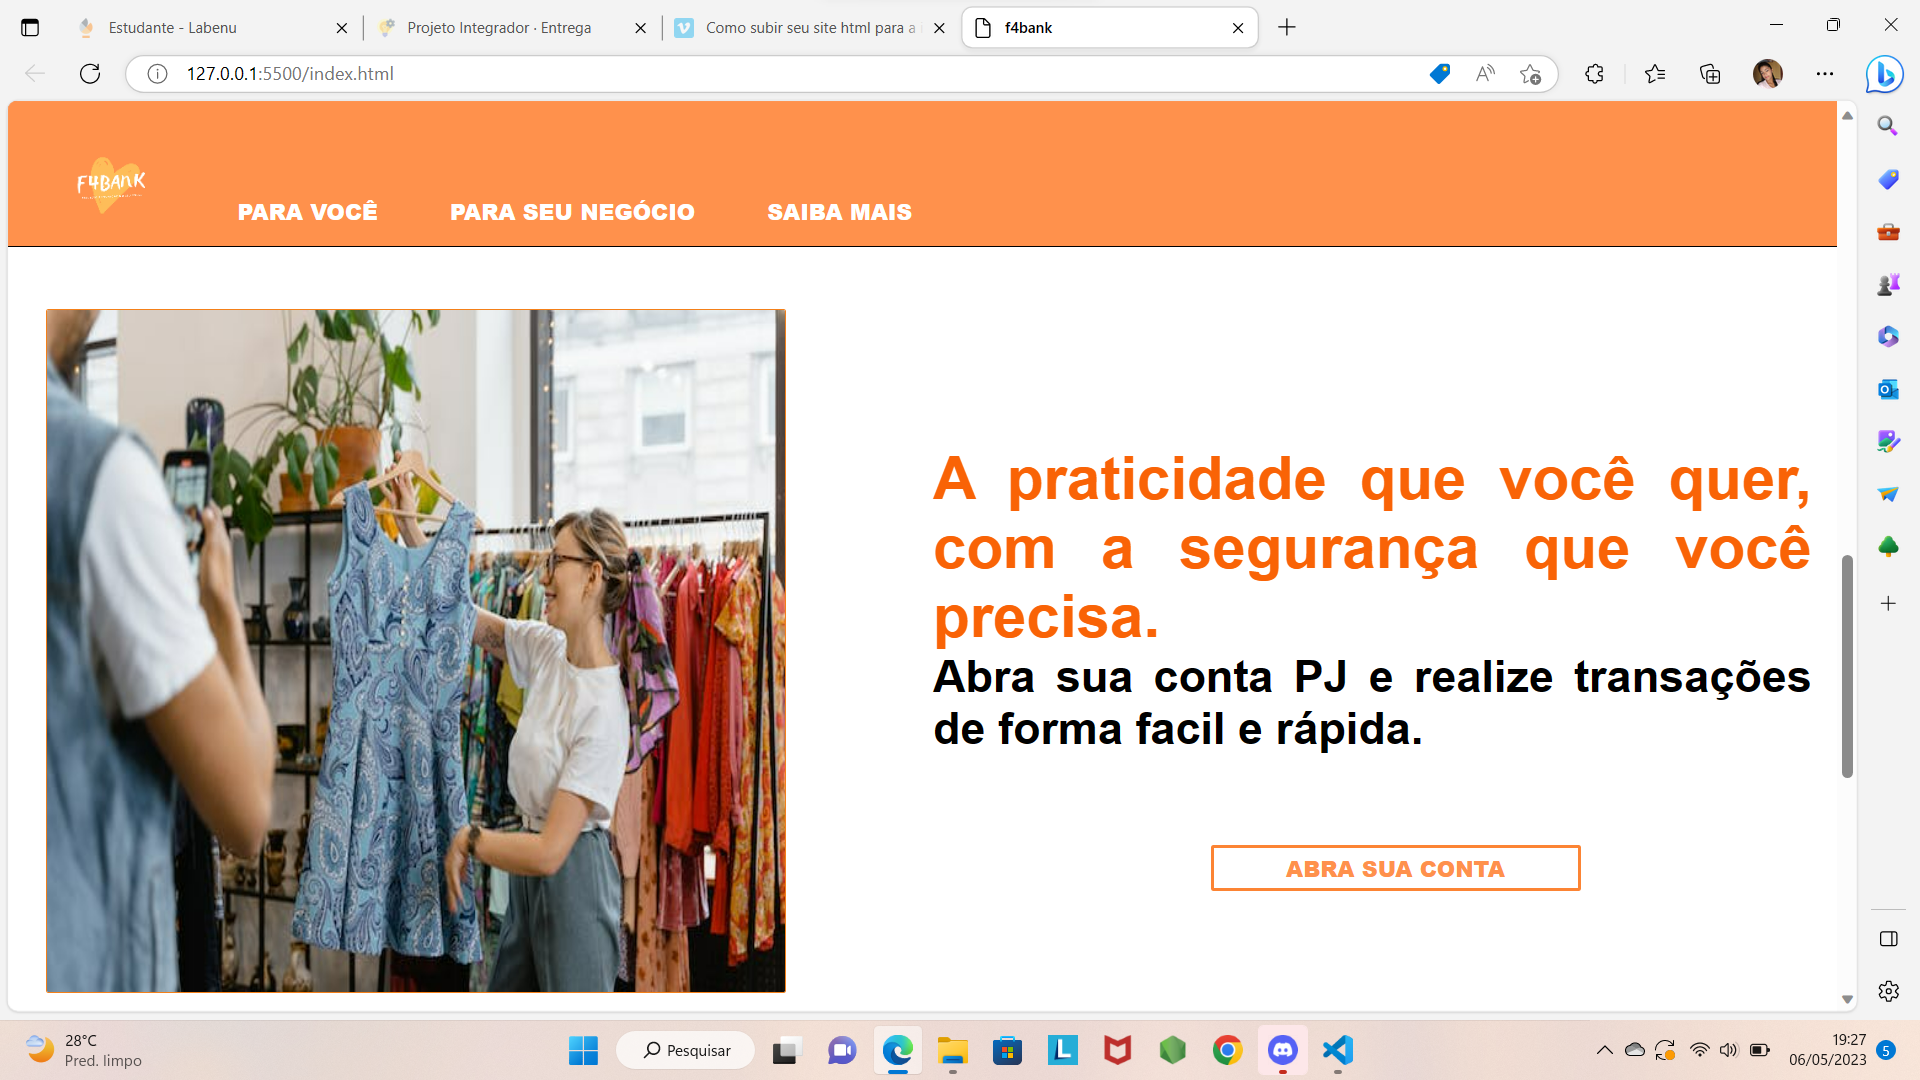 Estudante - Labenu
Projeto Integrador · Entrega
Como subir seu site html para a
f4bank
127.0.0.1:5500/index.html
F4BANK
PARA VOCÊ
PARA SEU NEGÓCIO
SAIBA MAIS
A praticidade que você quer,
com a segurança que você
precisa.
Abra sua conta PJ e realize transações
de forma facil e rápida.
ABRA SUA CONTA
28°C
Pred. limpo
Pesquisar
19:27
06/05/2023
5